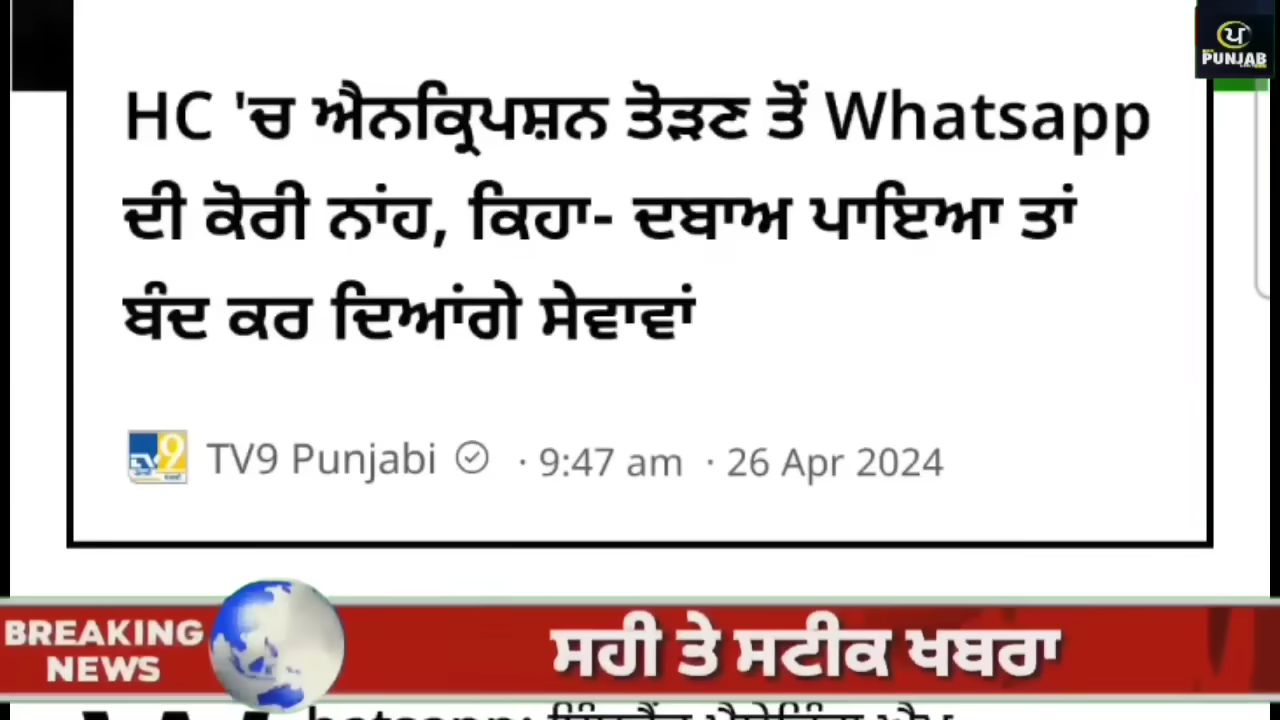 ਪ
PUNJAB
HC 'ਚ ਐਨਕ੍ਰਿਪਸ਼ਨ ਤੋੜਣ ਤੋਂ Whatsapp
ਦੀ ਕੋਰੀ ਨਾਂਹ, ਕਿਹਾ- ਦਬਾਅ ਪਾਇਆ ਤਾਂ
ਬੰਦ ਕਰ ਦਿਆਂਗੇ ਸੇਵਾਵਾਂ
TV9 Punjabi · 9:47 am · 26 Apr 2024
BREAKING
NEWS
ਸਹੀ ਤੇ ਸਟੀਕ ਖਬਰਾ